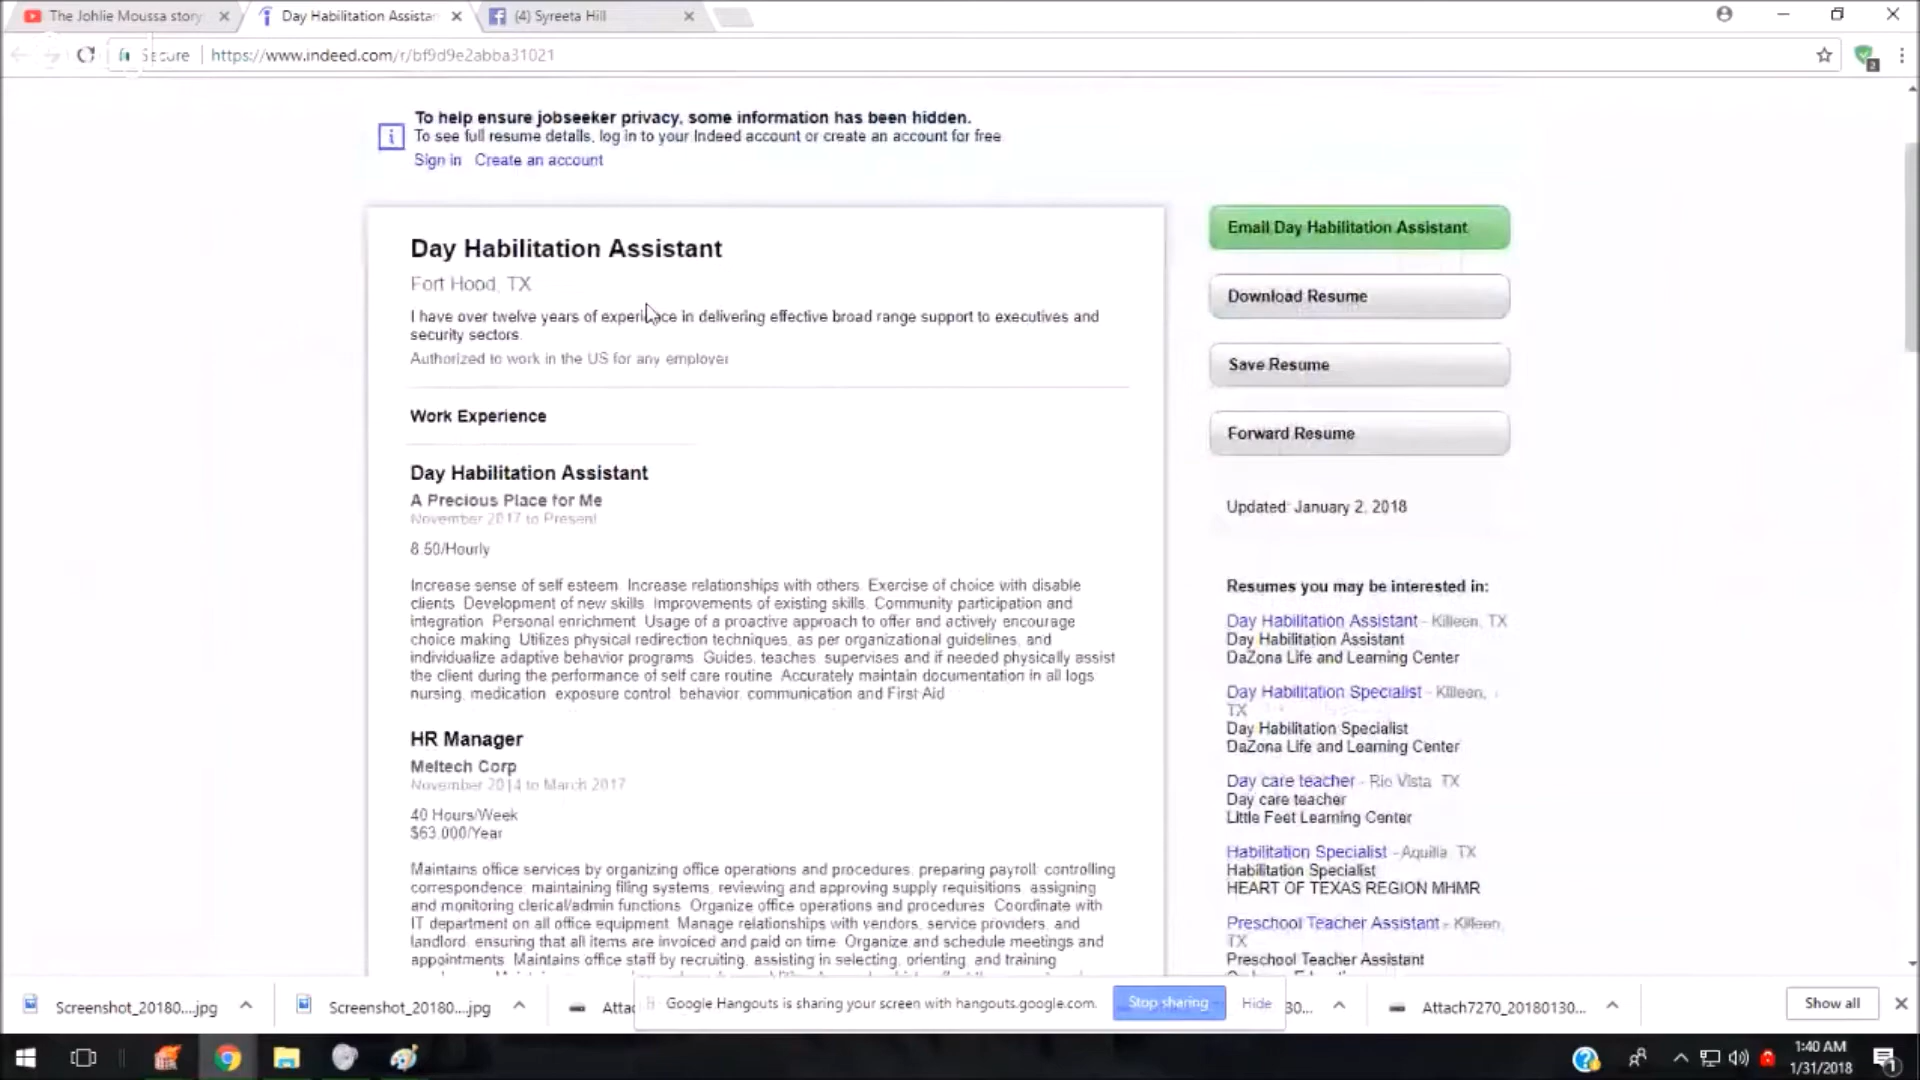 The Johlie Moussa story
Day Habilitation Assistan
(4) Syreeta Hill
Secure
https://www.indeed.com/r/bf9d9e2abba31021
To help ensure jobseeker privacy, some information has been hidden.
To see full resume details, log in to your Indeed account or create an account for free
Sign in Create an account
Day Habilitation Assistant
Fort Hood, TX
I have over twelve years of experience in delivering effective broad range support to executives and
security sectors.
Authorized to work in the US for any employer
Work Experience
Day Habilitation Assistant
A Precious Place for Me
November 2017 to Present
8.50/Hourly
Increase sense of self esteem. Increase relationships with others. Exercise of choice with disable
clients. Development of new skills. Improvements of existing skills. Community participation and
integration. Personal enrichment. Usage of a proactive approach to offer and actively encourage
choice making. Utilizes physical redirection techniques, as per organizational guidelines, and
individualize adaptive behavior programs. Guides, teaches, supervises and if needed physically assist
the client during the performance of self care routine. Accurately maintain documentation in all logs
nursing, medication, exposure control, behavior, communication and First Aid
HR Manager
Meltech Corp
November 2014 to March 2017
40 Hours/Week
$63,000/Year
Maintains office services by organizing office operations and procedures, preparing payroll; controlling
correspondence; maintaining filing systems; reviewing and approving supply requisitions; assigning
and monitoring clerical/admin functions. Organize office operations and procedures. Coordinate with
IT department on all office equipment. Manage relationships with vendors, service providers, and
landlord, ensuring that all items are invoiced and paid on time. Organize and schedule meetings and
appointments. Maintains office staff by recruiting, assisting in selecting, orienting, and training
Email Day Habilitation Assistant
Download Resume
Save Resume
Forward Resume
Updated: January 2, 2018
Resumes you may be interested in:
Day Habilitation Assistant - Killeen, TX
Day Habilitation Assistant
DaZona Life and Learning Center
Day Habilitation Specialist - Killeen,
TX
Day Habilitation Specialist
DaZona Life and Learning Center
Day care teacher - Rio Vista, TX
Day care teacher
Little Feet Learning Center
Habilitation Specialist - Aquilla, TX
Habilitation Specialist
HEART OF TEXAS REGION MHMR
Preschool Teacher Assistant - Killeen,
TX
Preschool Teacher Assistant
Screenshot_20180....jpg
Screenshot_20180....jpg
Attac
Google Hangouts is sharing your screen with hangouts.google.com.
Stop sharing
Hide
30...
Attach7270_20180130...
Show all
1:40 AM
1/31/2018